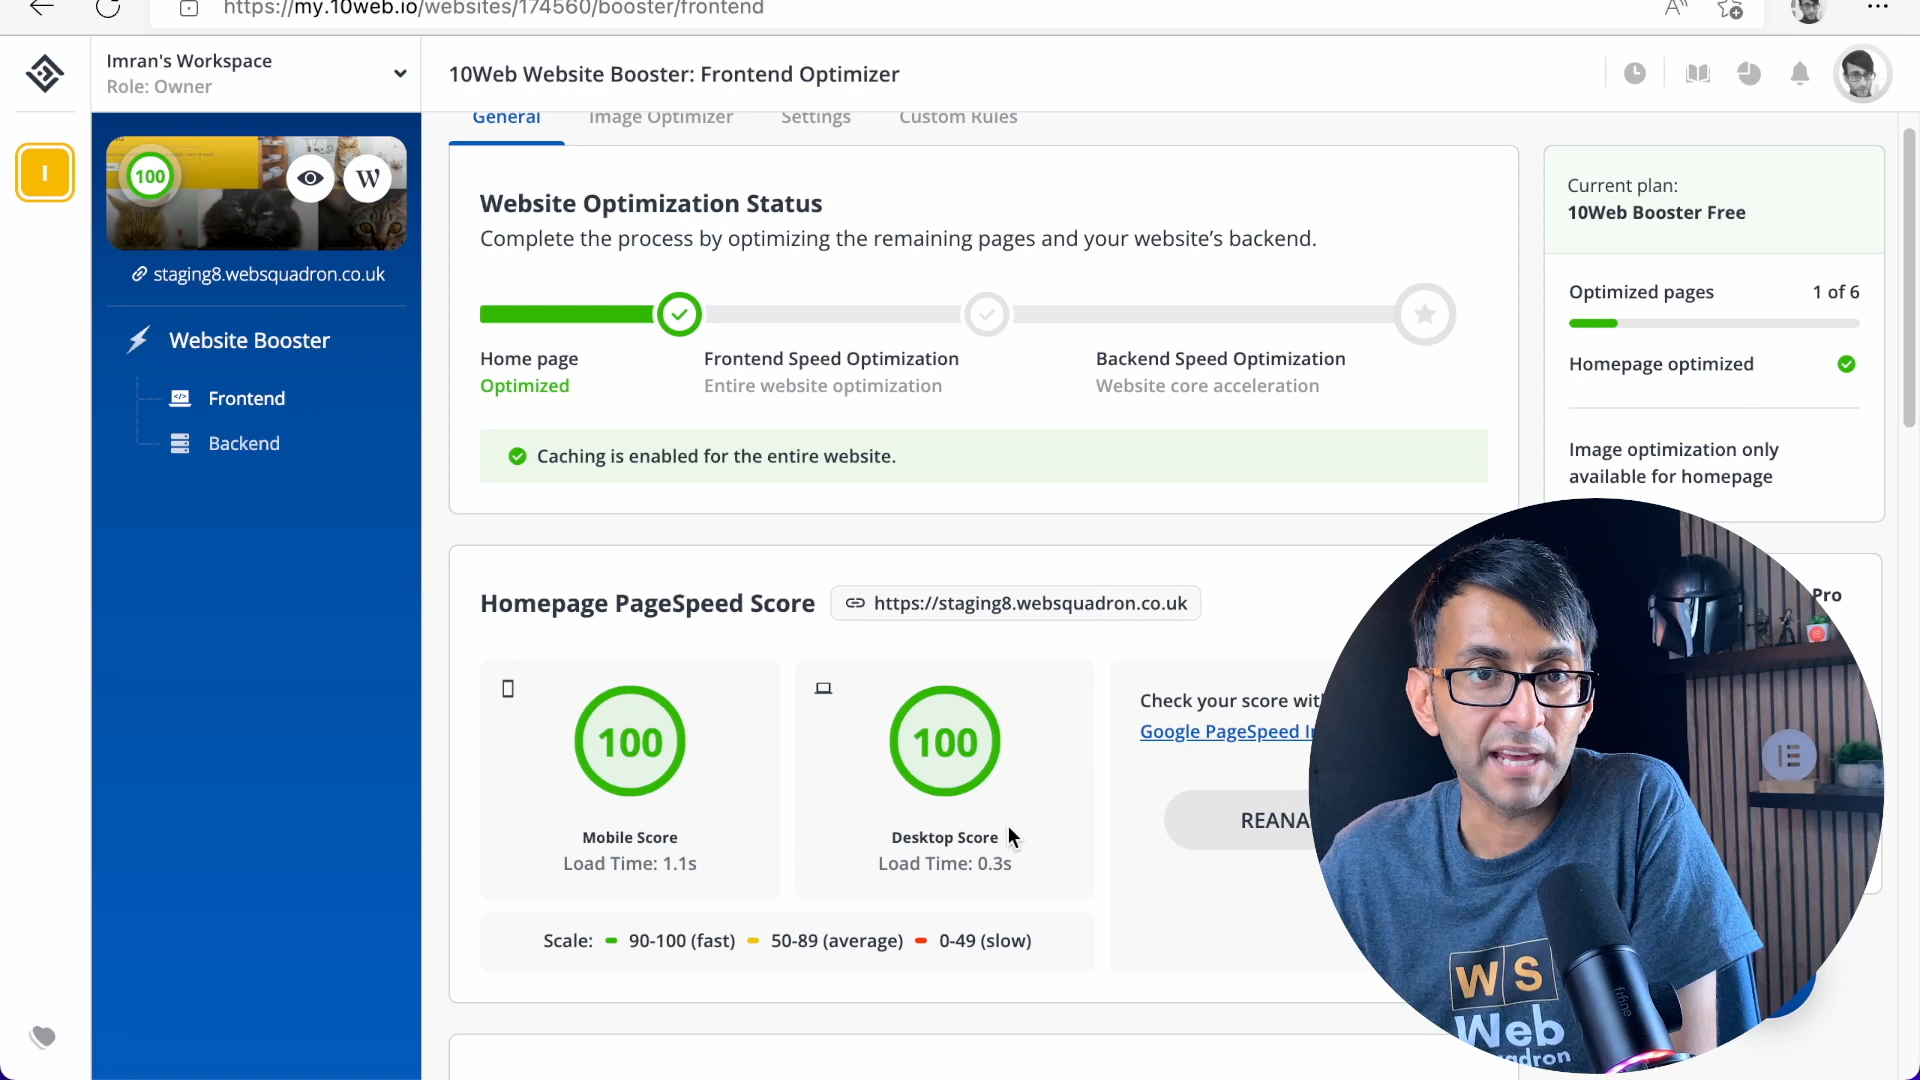 https://my.10web.io/websites/174560/booster/frontend
Imran's Workspace
Role: Owner
10Web Website Booster: Frontend Optimizer
I
100
W
staging8.websquadron.co.uk
Website Booster
Frontend
Backend
General
Image Optimizer
Settings
Custom Rules
Website Optimization Status
Complete the process by optimizing the remaining pages and your website’s backend.
Home page
Optimized
Frontend Speed Optimization
Entire website optimization
Backend Speed Optimization
Website core acceleration
Caching is enabled for the entire website.
Current plan:
10Web Booster Free
Optimized pages
1 of 6
Homepage optimized
Image optimization only
available for homepage
Pro
Homepage PageSpeed Score
https://staging8.websquadron.co.uk
100
Mobile Score
Load Time: 1.1s
100
Desktop Score
Load Time: 0.3s
Check your score wit
Google PageSpeed I
REANA
Scale:
90-100 (fast)
50-89 (average)
0-49 (slow)
WS
Web
adron
fifine